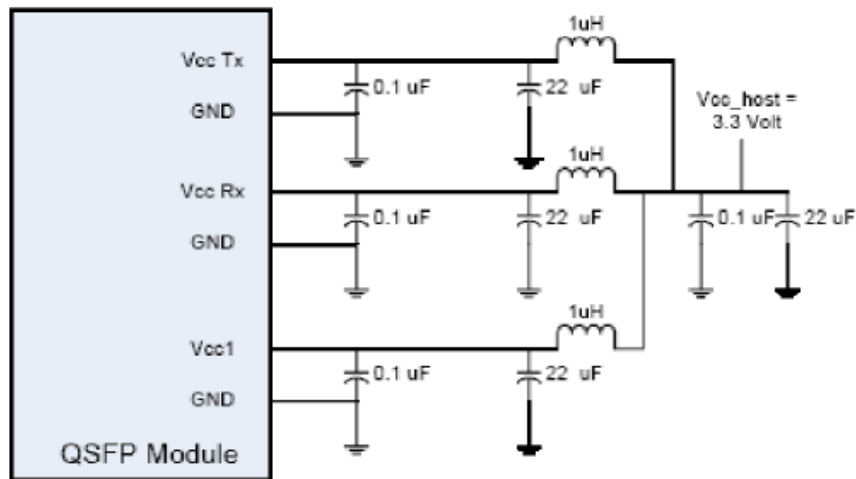 1uH
Vcc Tx
0.1 uF
22 uF
GND
Vcc_host =
3.3 Volt
1uH
Vcc Rx
0.1 uF
22 uF
0.1 uF
22 uF
GND
1uH
Vcc1
0.1 uF
22 uF
GND
QSFP Module